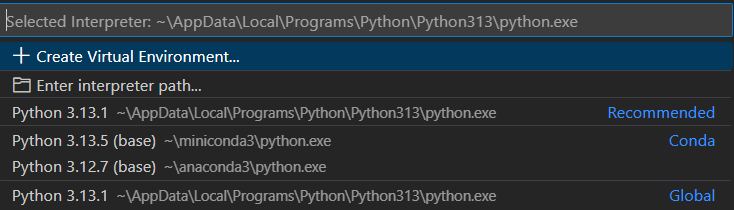 Selected Interpreter: ~\AppData\Local\Programs\Python\Python313\python.exe
Create Virtual Environment...
Enter interpreter path...
Python 3.13.1 ~\AppData\Local\Programs\Python\Python313\python.exe Recommended
Python 3.13.5 (base) ~\miniconda3\python.exe Conda
Python 3.12.7 (base) ~\anaconda3\python.exe
Python 3.13.1 ~\AppData\Local\Programs\Python\Python313\python.exe Global